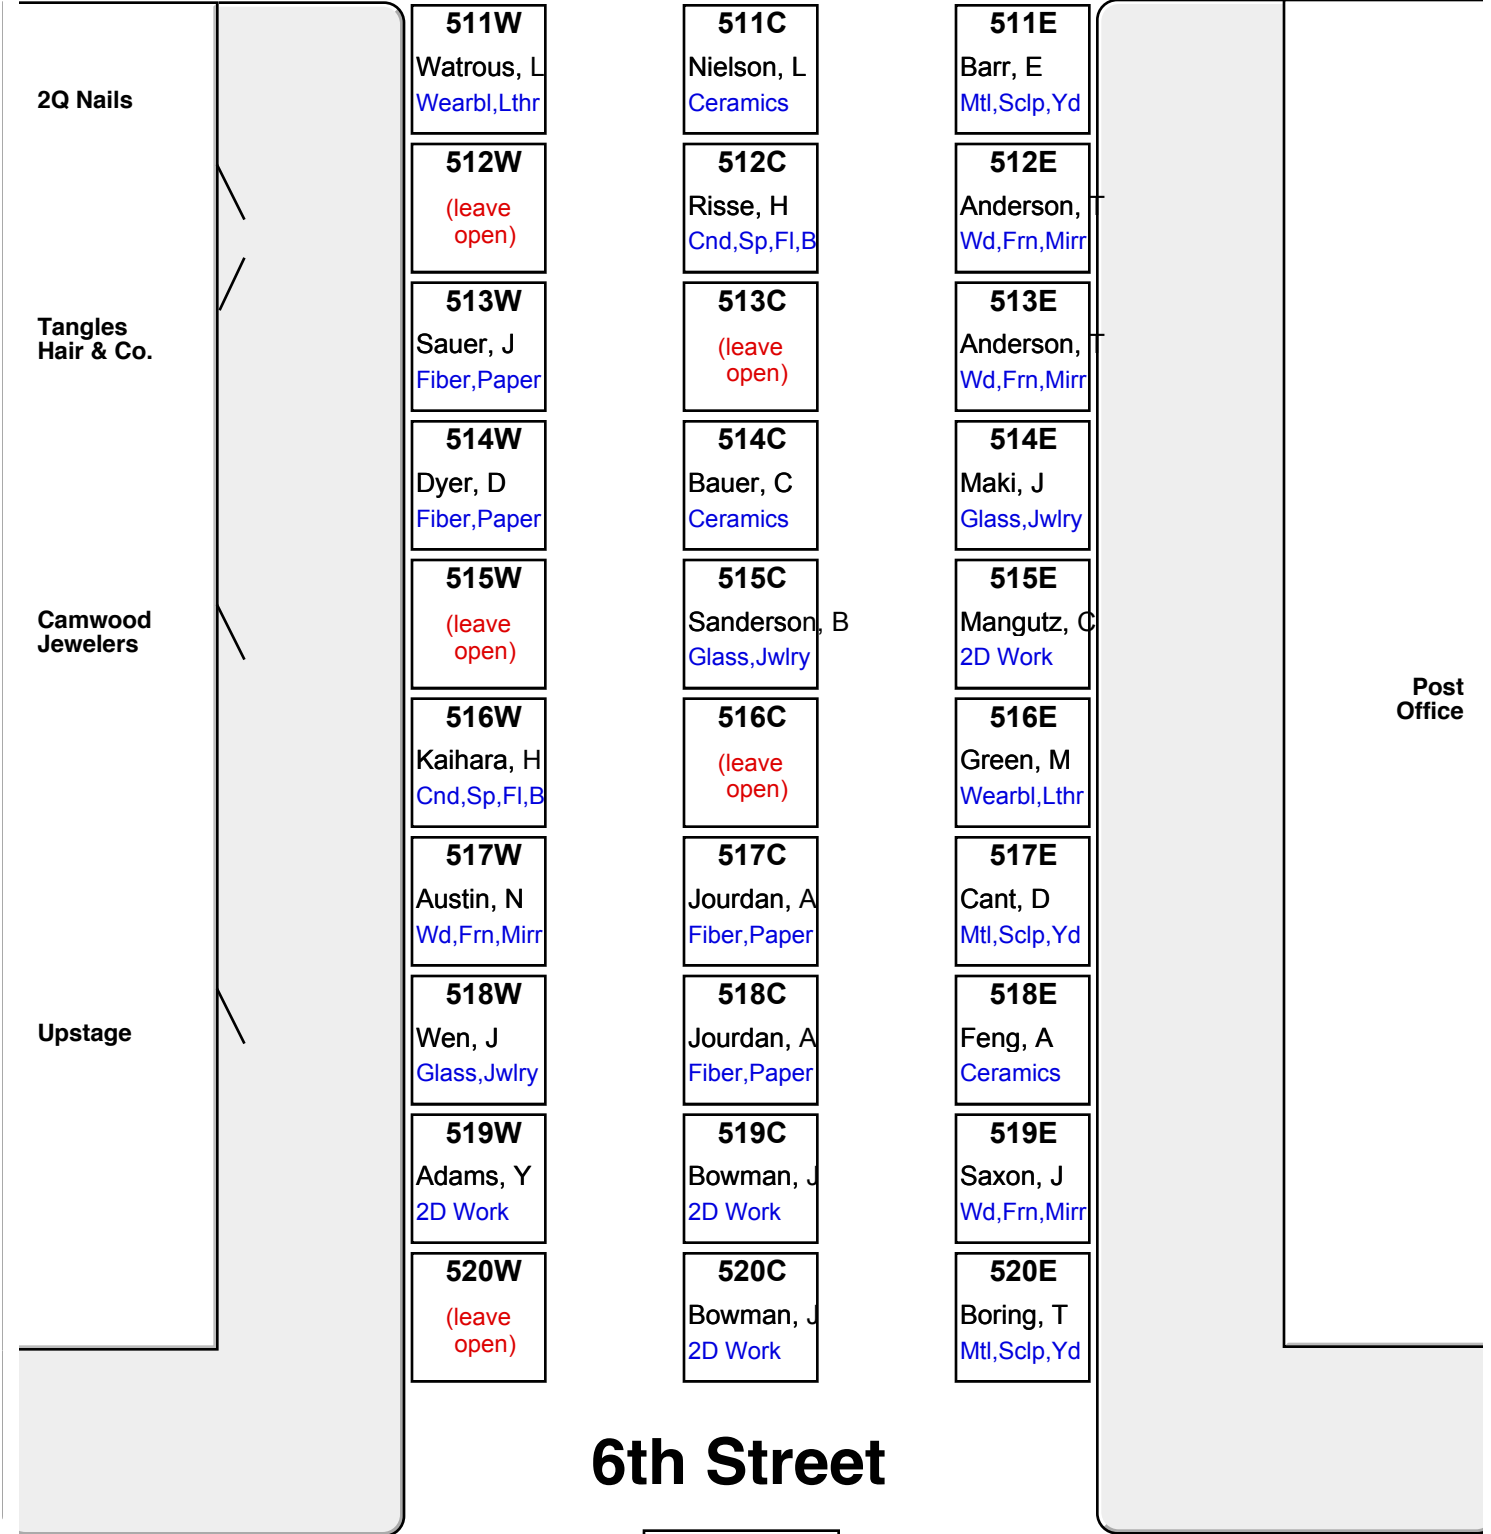 2Q Nails
Tangles
Hair & Co.
Camwood
Jewelers
Upstage
511W
Watrous, L
Wearbl,Lthr
512W
(leave
open)
513W
Sauer, J
Fiber,Paper
514W
Dyer, D
Fiber,Paper
515W
(leave
open)
516W
Kaihara, H
Cnd,Sp,Fl,B
517W
Austin, N
Wd,Frn,Mirr
518W
Wen, J
Glass,Jwlry
519W
Adams, Y
2D Work
520W
(leave
open)
511C
Nielson, L
Ceramics
512C
Risse, H
Cnd,Sp,Fl,B
513C
(leave
open)
514C
Bauer, C
Ceramics
515C
Sanderson, B
Glass,Jwlry
516C
(leave
open)
517C
Jourdan, A
Fiber,Paper
518C
Jourdan, A
Fiber,Paper
519C
Bowman, J
2D Work
520C
Bowman, J
2D Work
511E
Barr, E
Mtl,Sclp,Yd
512E
Anderson, T
Wd,Frn,Mirr
513E
Anderson, T
Wd,Frn,Mirr
514E
Maki, J
Glass,Jwlry
515E
Mangutz, C
2D Work
516E
Green, M
Wearbl,Lthr
517E
Cant, D
Mtl,Sclp,Yd
518E
Feng, A
Ceramics
519E
Saxon, J
Wd,Frn,Mirr
520E
Boring, T
Mtl,Sclp,Yd
Post
Office
6th Street